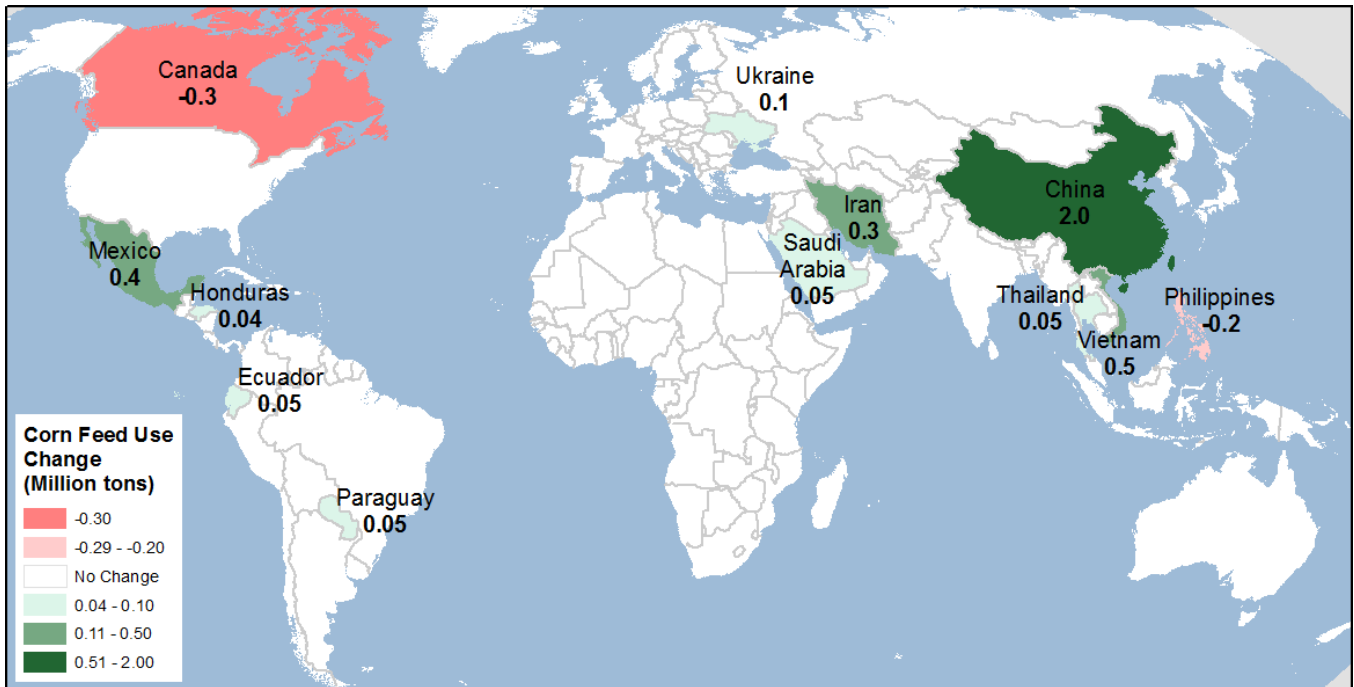 Canada
-0.3
Ukraine
0.1
China
2.0
Iran
0.3
Saudi
Arabia
0.05
Mexico
0.4
Honduras
0.04
Thailand
0.05
Philippines
-0.2
Vietnam
0.5
Ecuador
0.05
Paraguay
0.05
Corn Feed Use
Change
(Million tons)
-0.30
-0.29 - -0.20
No Change
0.04 - 0.10
0.11 - 0.50
0.51 - 2.00